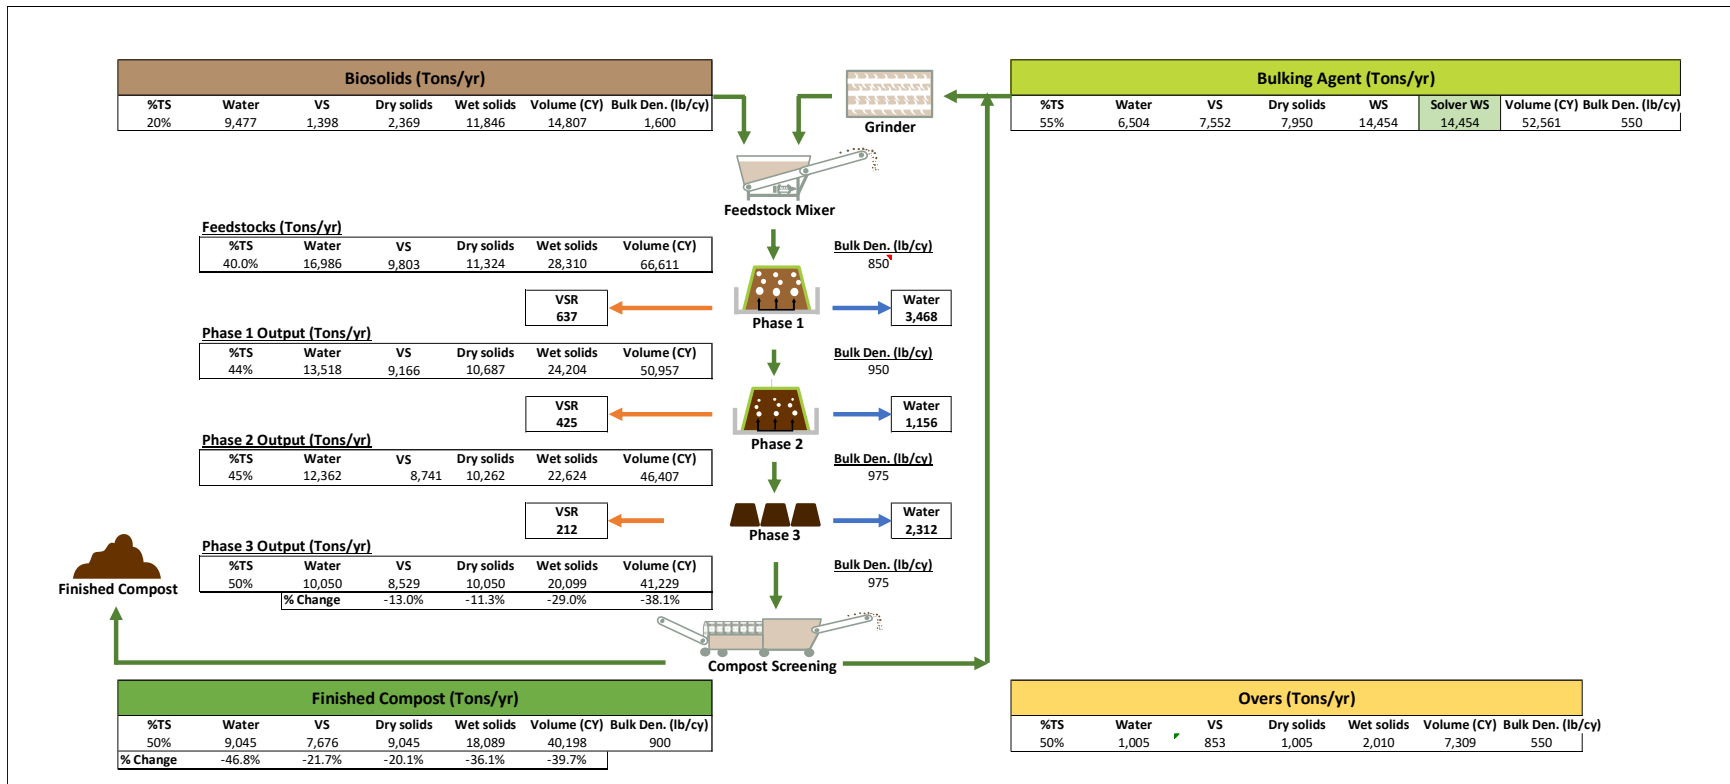 Biosolids (Tons/yr)
%TS Water VS Dry solids Wet solids Volume (CY) Bulk Den. (lb/cy)
20% 9,477 1,398 2,369 11,846 14,807 1,600
Grinder
Bulking Agent (Tons/yr)
%TS Water VS Dry solids WS Solver WS Volume (CY) Bulk Den. (lb/cy)
55% 6,504 7,552 7,950 14,454 14,454 52,561 550
Feedstock Mixer
Feedstocks (Tons/yr)
%TS Water VS Dry solids Wet solids Volume (CY) Bulk Den. (lb/cy)
40.0% 16,986 9,803 11,324 28,310 66,611 850
VSR
637
Phase 1
Water
3,468
Phase 1 Output (Tons/yr)
%TS Water VS Dry solids Wet solids Volume (CY) Bulk Den. (lb/cy)
44% 13,518 9,166 10,687 24,204 50,957 950
VSR
425
Phase 2
Water
1,156
Phase 2 Output (Tons/yr)
%TS Water VS Dry solids Wet solids Volume (CY) Bulk Den. (lb/cy)
45% 12,362 8,741 10,262 22,624 46,407 975
VSR
212
Phase 3
Water
2,312
Phase 3 Output (Tons/yr)
%TS Water VS Dry solids Wet solids Volume (CY) Bulk Den. (lb/cy)
50% 10,050 8,529 10,050 20,099 41,229 975
% Change -13.0% -11.3% -29.0% -38.1%
Finished Compost
Compost Screening
Finished Compost (Tons/yr)
%TS Water VS Dry solids Wet solids Volume (CY) Bulk Den. (lb/cy)
50% 9,045 7,676 9,045 18,089 40,198 900
% Change -46.8% -21.7% -20.1% -36.1% -39.7%
Overs (Tons/yr)
%TS Water VS Dry solids Wet solids Volume (CY) Bulk Den. (lb/cy)
50% 1,005 853 1,005 2,010 7,309 550